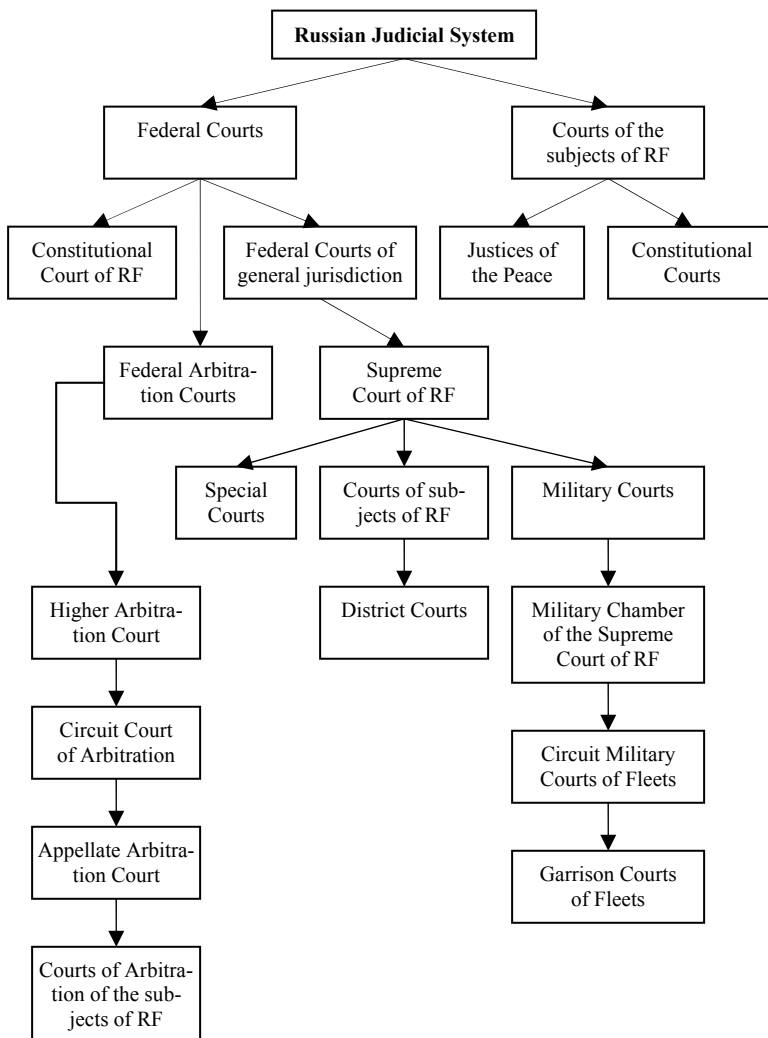 Russian Judicial System
Federal Courts
Courts of the
subjects of RF
Constitutional
Court of RF
Federal Courts of
general jurisdiction
Justices of
the Peace
Constitutional
Courts
Federal Arbitra-
tion Courts
Supreme
Court of RF
Special
Courts
Courts of sub-
jects of RF
Military Courts
Higher Arbitra-
tion Court
District Courts
Military Chamber
of the Supreme
Court of RF
Circuit Court
of Arbitration
Circuit Military
Courts of Fleets
Appellate Arbitra-
tion Court
Garrison Courts
of Fleets
Courts of Arbitra-
tion of the sub-
jects of RF